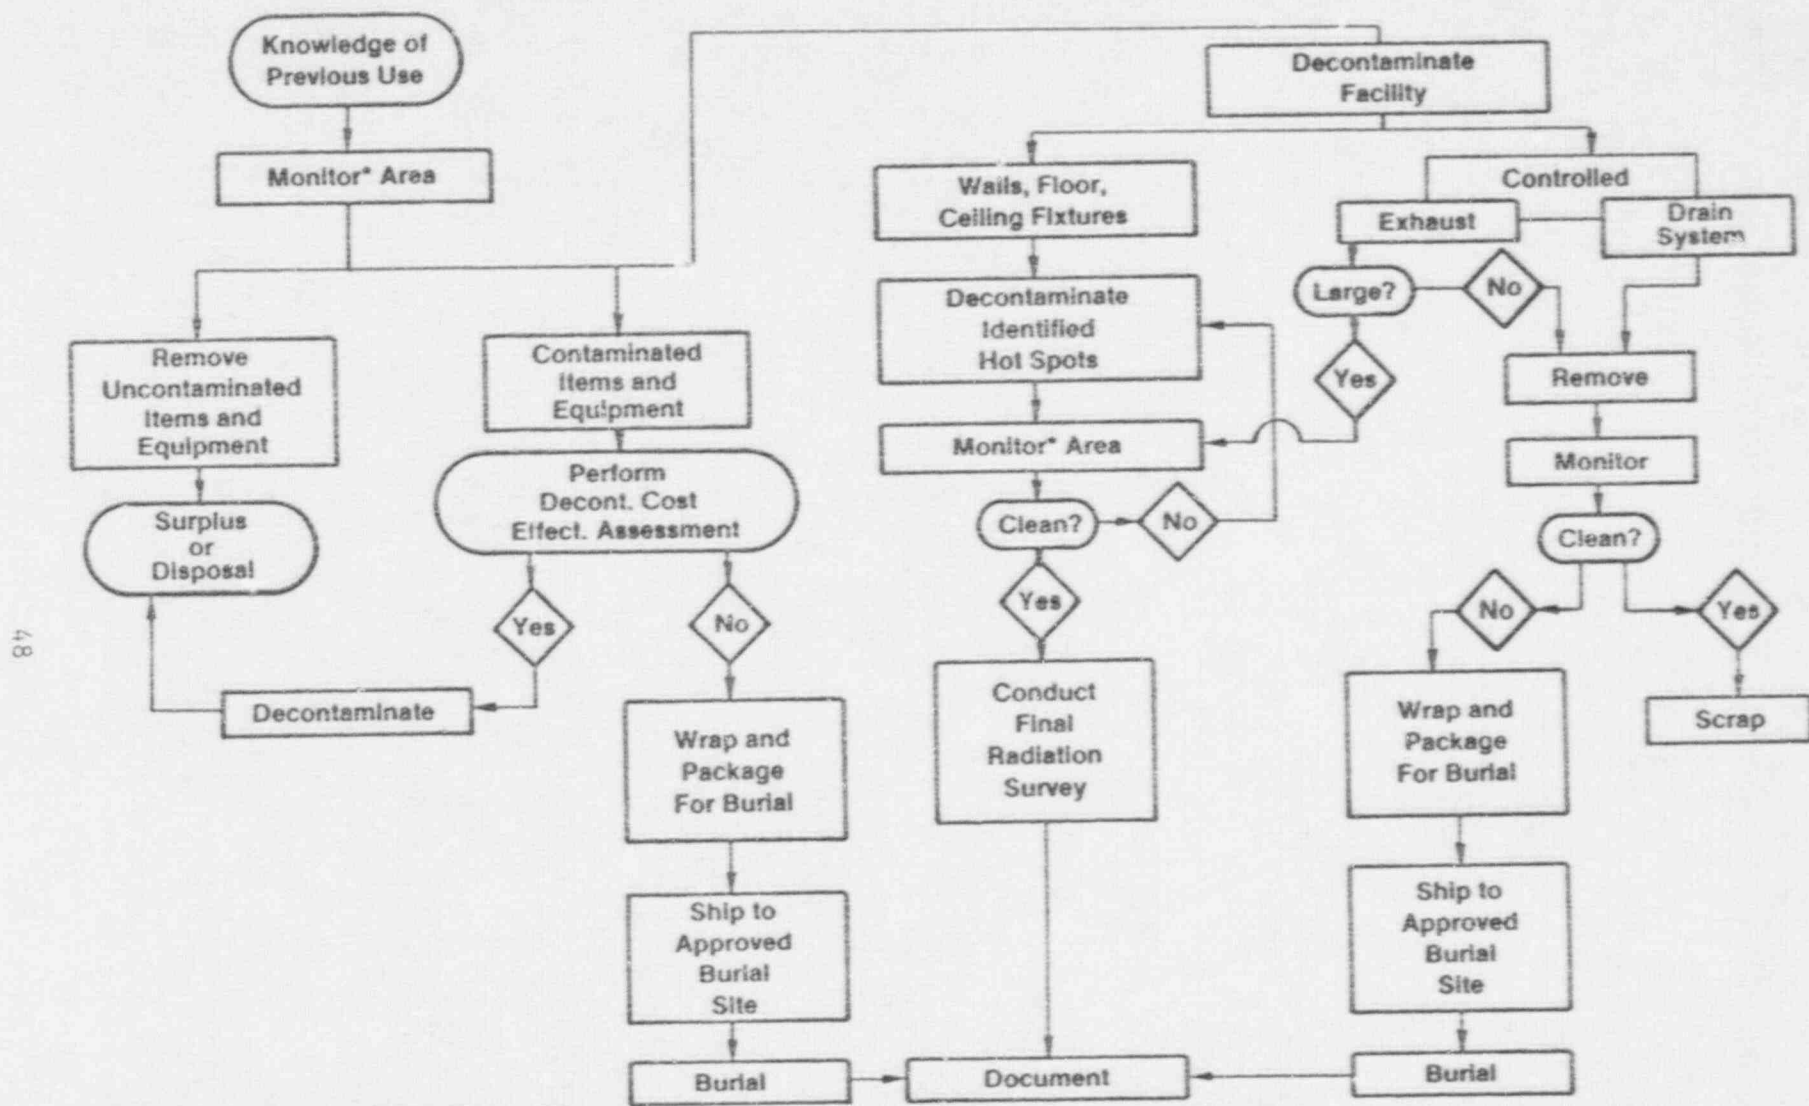 Knowledge of
Previous Use
Monitor* Area
Remove
Uncontaminated
Items and
Equipment
Surplus
or
Disposal
Contaminated
Items and
Equipment
Perform
Decont. Cost
Effect. Assessment
Yes
No
Decontaminate
Wrap and
Package
For Burial
Ship to
Approved
Burial
Site
Burial
Decontaminate
Facility
Walls, Floor,
Ceiling Fixtures
Decontaminate
Identified
Hot Spots
Monitor* Area
Clean?
No
Yes
Conduct
Final
Radiation
Survey
Document
Controlled
Exhaust
Drain
System
Large?
No
Yes
Remove
Monitor
Clean?
No
Yes
Wrap and
Package
For Burial
Scrap
Ship to
Approved
Burial
Site
Burial
48